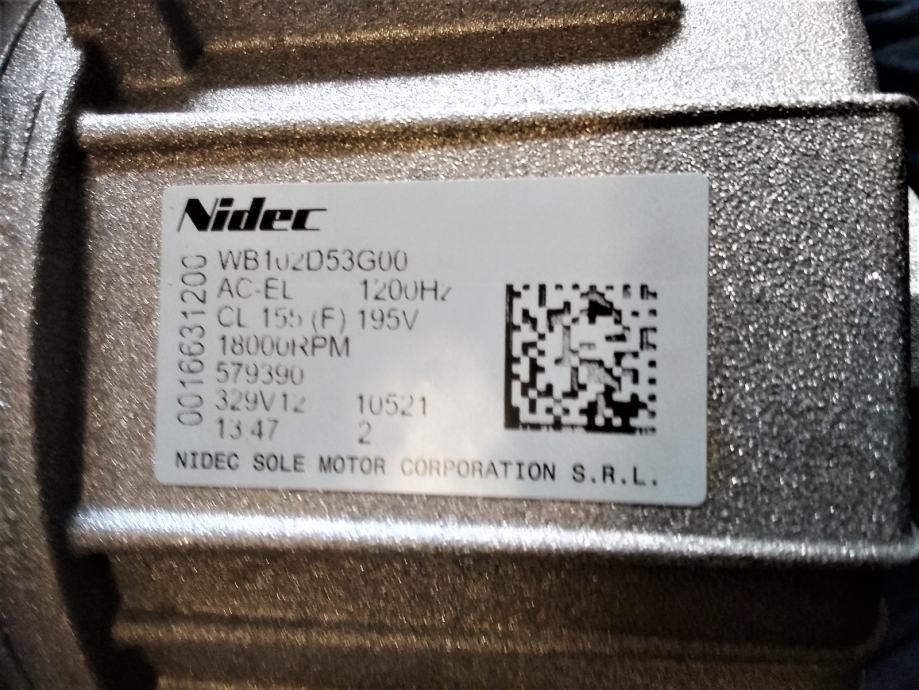 Nidec
WB102D53G00
AC-EL 1200Hz
CL 155 (F) 195V
18000RPM
579390
329V12 10521
13.47 2
0016631200
NIDEC SOLE MOTOR CORPORATION S.R.L.